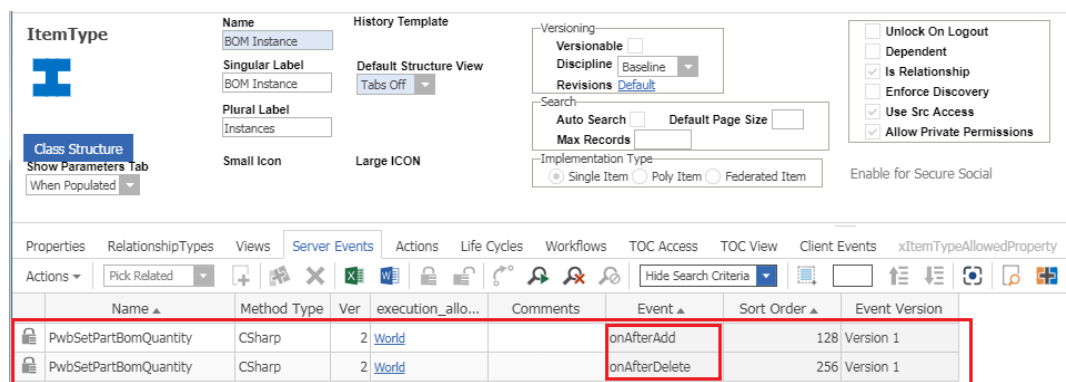 ItemType
Name
BOM Instance
History Template
Singular Label
BOM Instance
Default Structure View
Tabs Off
Plural Label
Instances
Class Structure
Show Parameters Tab
When Populated
Small Icon
Large ICON
Versioning
Versionable
Discipline Baseline
Revisions Default
Search
Auto Search Default Page Size
Max Records
Implementation Type
Single Item Poly Item Federated Item
Unlock On Logout
Dependent
Is Relationship
Enforce Discovery
Use Src Access
Allow Private Permissions
Enable for Secure Social
Properties RelationshipTypes Views Server Events Actions Life Cycles Workflows TOC Access TOC View Client Events xItemTypeAllowedProperty
Actions Pick Related Hide Search Criteria
Name Method Type Ver execution_allo... Comments Event Sort Order Event Version
PwbSetPartBomQuantity CSharp 2 World onAfterAdd 128 Version 1
PwbSetPartBomQuantity CSharp 2 World onAfterDelete 256 Version 1